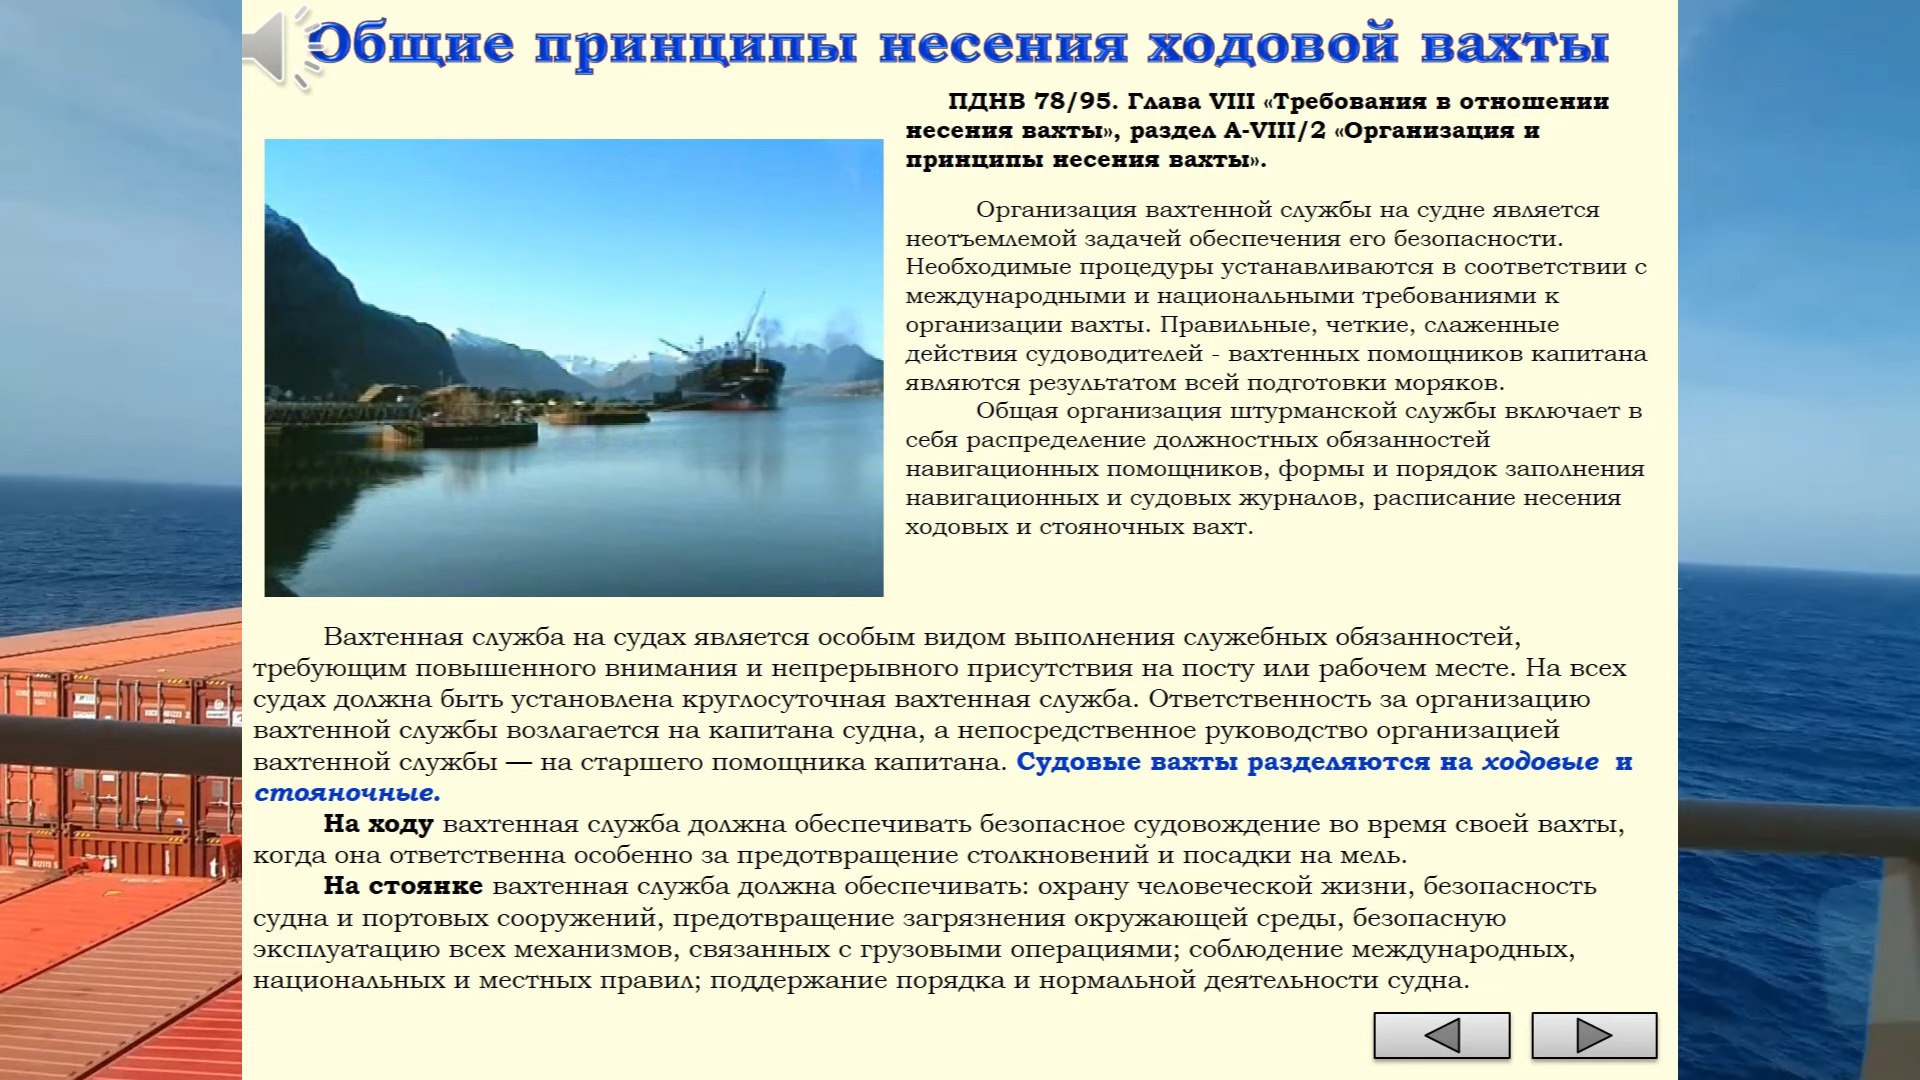 Общие принципы несения ходовой вахты
ПДНВ 78/95. Глава VIII «Требования в отношении
несения вахты», раздел A-VIII/2 «Организация и
принципы несения вахты».
Организация вахтенной службы на судне является
неотъемлемой задачей обеспечения его безопасности.
Необходимые процедуры устанавливаются в соответствии с
международными и национальными требованиями к
организации вахты. Правильные, четкие, слаженные
действия судоводителей - вахтенных помощников капитана
являются результатом всей подготовки моряков.
Общая организация штурманской службы включает в
себя распределение должностных обязанностей
навигационных помощников, формы и порядок заполнения
навигационных и судовых журналов, расписание несения
ходовых и стояночных вахт.
Вахтенная служба на судах является особым видом выполнения служебных обязанностей,
требующим повышенного внимания и непрерывного присутствия на посту или рабочем месте. На всех
судах должна быть установлена круглосуточная вахтенная служба. Ответственность за организацию
вахтенной службы возлагается на капитана судна, а непосредственное руководство организацией
вахтенной службы — на старшего помощника капитана. Судовые вахты разделяются на ходовые и
стояночные.
На ходу вахтенная служба должна обеспечивать безопасное судовождение во время своей вахты,
когда она ответственна особенно за предотвращение столкновений и посадки на мель.
На стоянке вахтенная служба должна обеспечивать: охрану человеческой жизни, безопасность
судна и портовых сооружений, предотвращение загрязнения окружающей среды, безопасную
эксплуатацию всех механизмов, связанных с грузовыми операциями; соблюдение международных,
национальных и местных правил; поддержание порядка и нормальной деятельности судна.